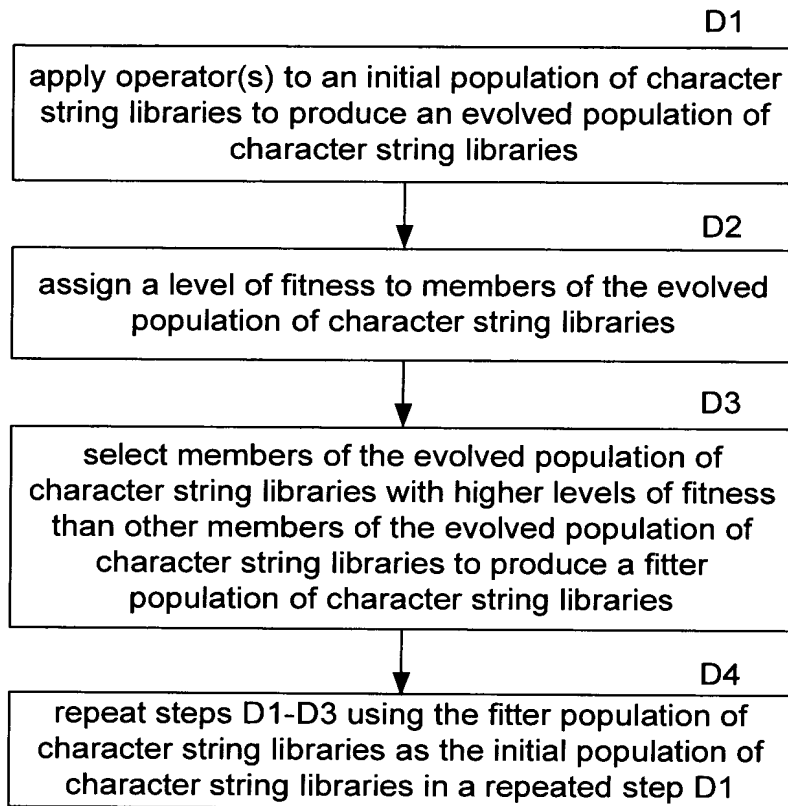 D1
apply operator(s) to an initial population of character
string libraries to produce an evolved population of
character string libraries
D2
assign a level of fitness to members of the evolved
population of character string libraries
D3
select members of the evolved population of
character string libraries with higher levels of fitness
than other members of the evolved population of
character string libraries to produce a fitter
population of character string libraries
D4
repeat steps D1-D3 using the fitter population of
character string libraries as the initial population of
character string libraries in a repeated step D1